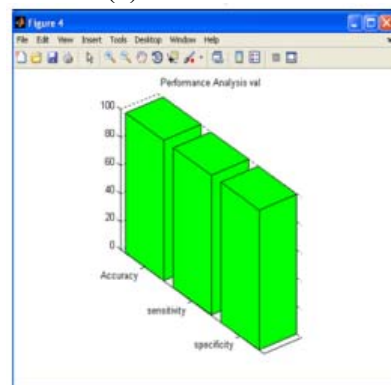 Figure 4
File Edit View Insert Tools Desktop Window Help
Performance Analysis val
100
80
60
40
20
0
Accuracy
sensitivity
specificity